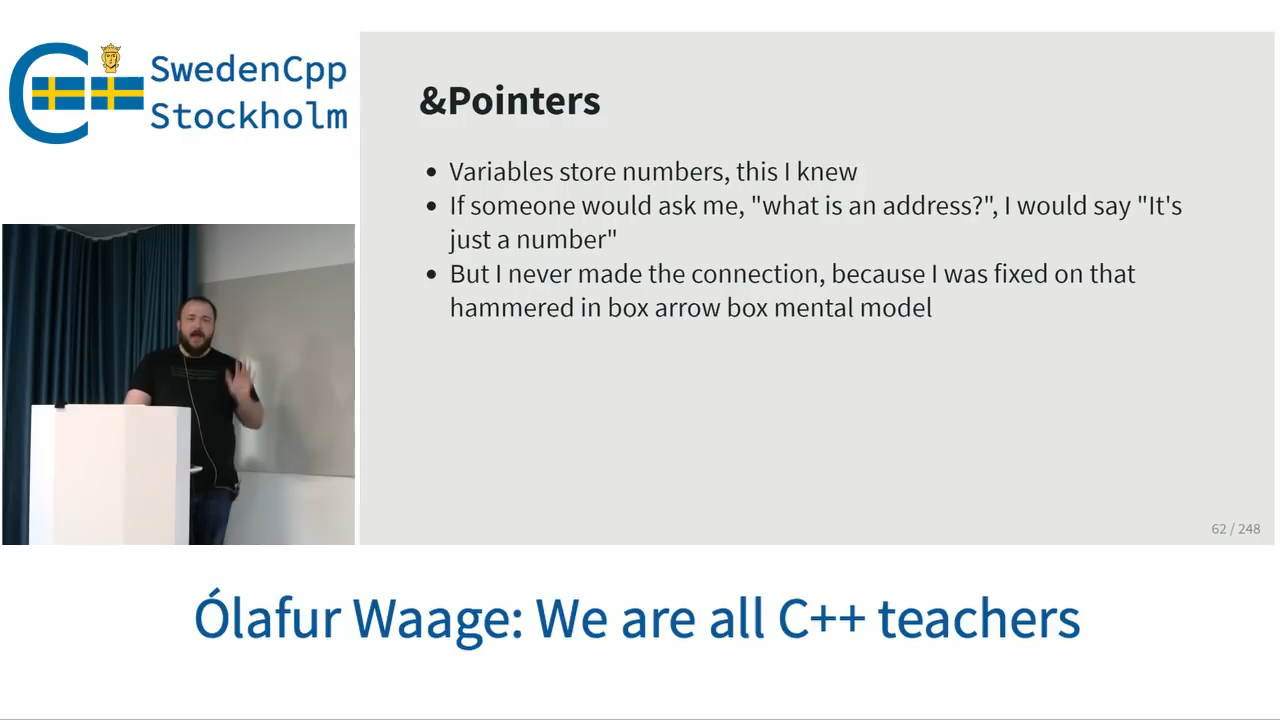 SwedenCpp
Stockholm
&Pointers
• Variables store numbers, this I knew
• If someone would ask me, "what is an address?", I would say "It's
just a number"
• But I never made the connection, because I was fixed on that
hammered in box arrow box mental model
62 / 248
Ólafur Waage: We are all C++ teachers